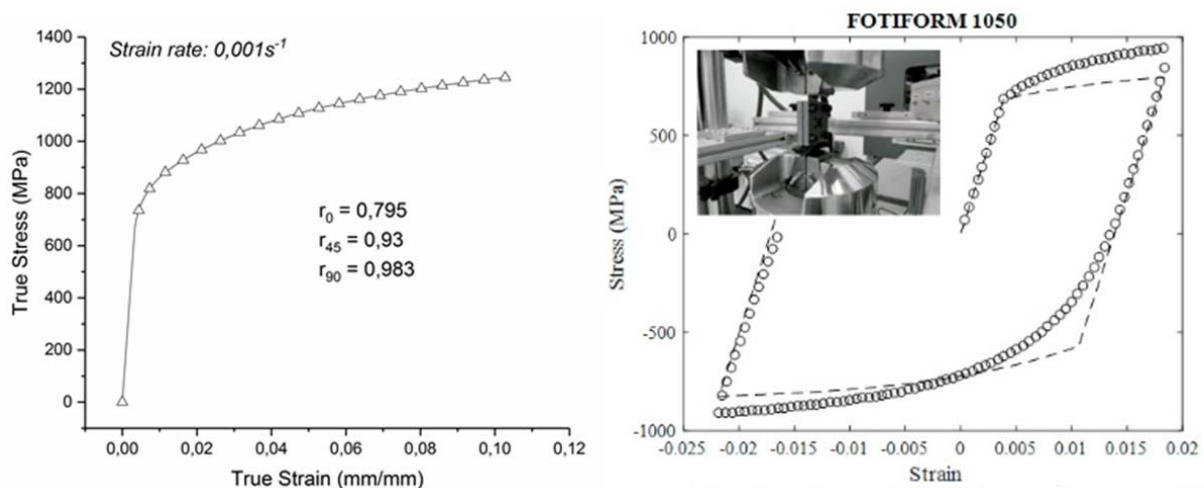 1400
1200
1000
800
600
400
200
0
True Stress (MPa)
Strain rate: 0,001s⁻¹
r₀ = 0,795
r₄₅ = 0,93
r₉₀ = 0,983
0,00 0,02 0,04 0,06 0,08 0,10 0,12
True Strain (mm/mm)
FOTIFORM 1050
1000
500
0
-500
-1000
Stress (MPa)
-0.025 -0.02 -0.015 -0.01 -0.005 0 0.005 0.01 0.015 0.02
Strain